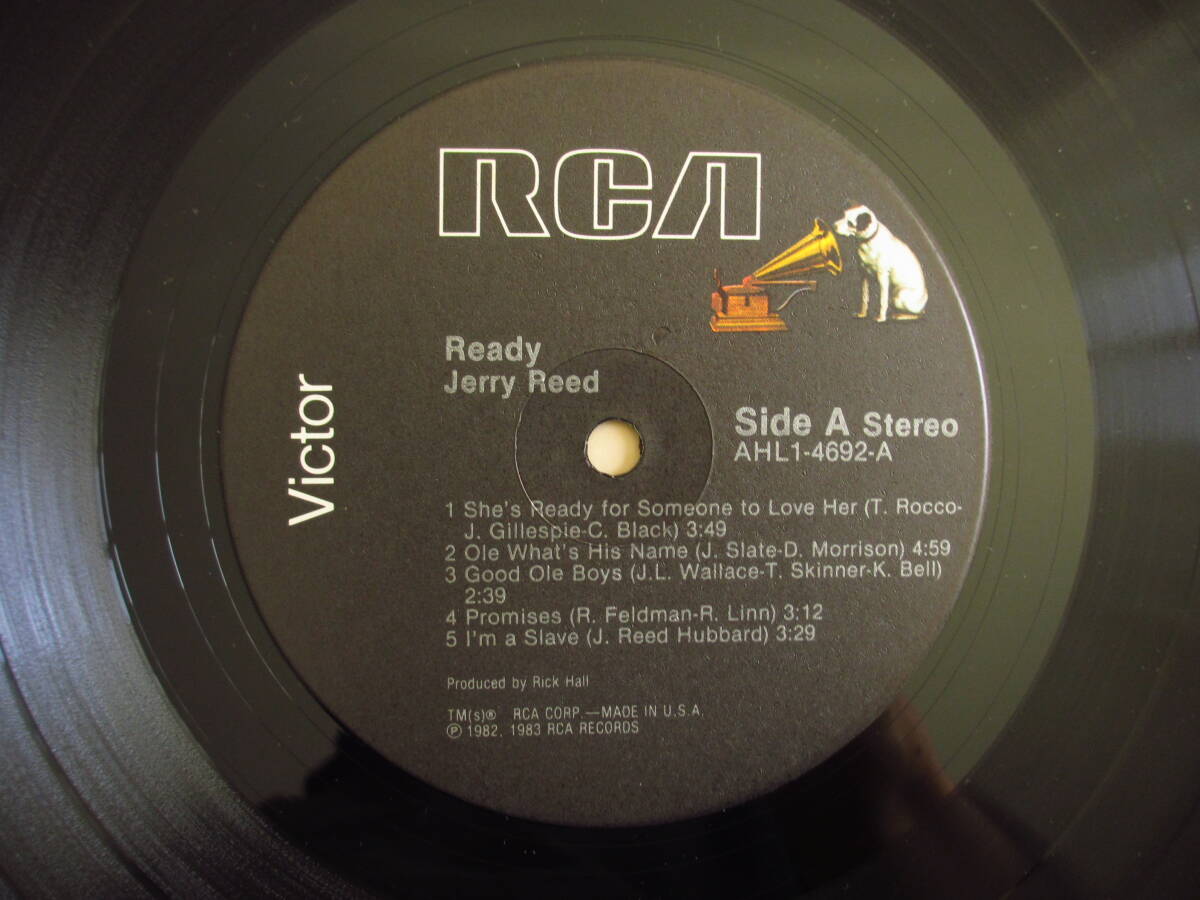 RCA
Victor
Ready
Jerry Reed
Side A Stereo
AHL1-4692-A
1 She's Ready for Someone to Love Her (T. Rocco-
J. Gillespie-C. Black) 3:49
2 Ole What's His Name (J. Slate-D. Morrison) 4:59
3 Good Ole Boys (J.L. Wallace-T. Skinner-K. Bell)
2:39
4 Promises (R. Feldman-R. Linn) 3:12
5 I'm a Slave (J. Reed Hubbard) 3:29
Produced by Rick Hall
TM(s)® RCA CORP.—MADE IN U.S.A.
℗ 1982, 1983 RCA RECORDS